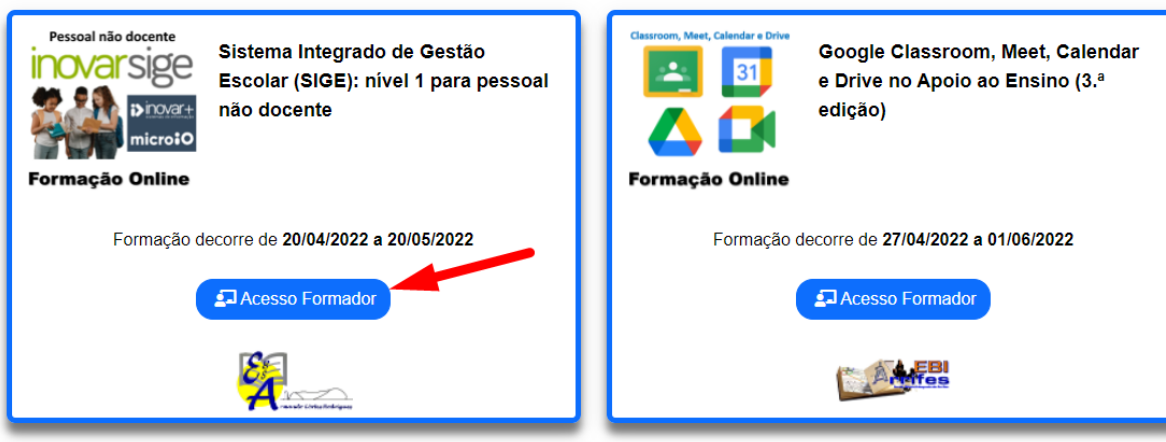 Pessoal não docente
inovarsige
inovar+
microiO
Formação Online
Sistema Integrado de Gestão
Escolar (SIGE): nível 1 para pessoal
não docente
Formação decorre de 20/04/2022 a 20/05/2022
Acesso Formador
Classroom, Meet, Calendar e Drive
31
Formação Online
Google Classroom, Meet, Calendar
e Drive no Apoio ao Ensino (3.ª
edição)
Formação decorre de 27/04/2022 a 01/06/2022
Acesso Formador
EBI
Arrifes